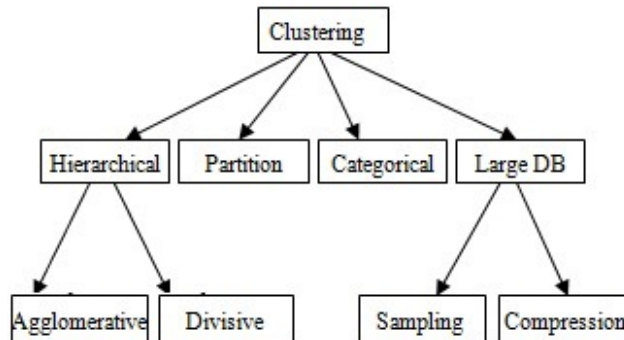 Clustering
Hierarchical
Partition
Categorical
Large DB
Agglomerative
Divisive
Sampling
Compression